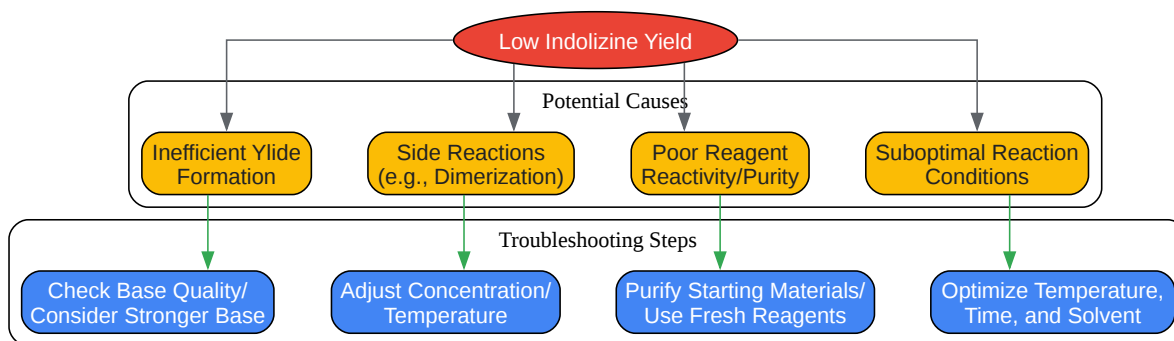 Low Indolizine Yield
Potential Causes
Inefficient Ylide
Formation
Side Reactions
(e.g., Dimerization)
Poor Reagent
Reactivity/Purity
Suboptimal Reaction
Conditions
Troubleshooting Steps
Check Base Quality/
Consider Stronger Base
Adjust Concentration/
Temperature
Purify Starting Materials/
Use Fresh Reagents
Optimize Temperature,
Time, and Solvent